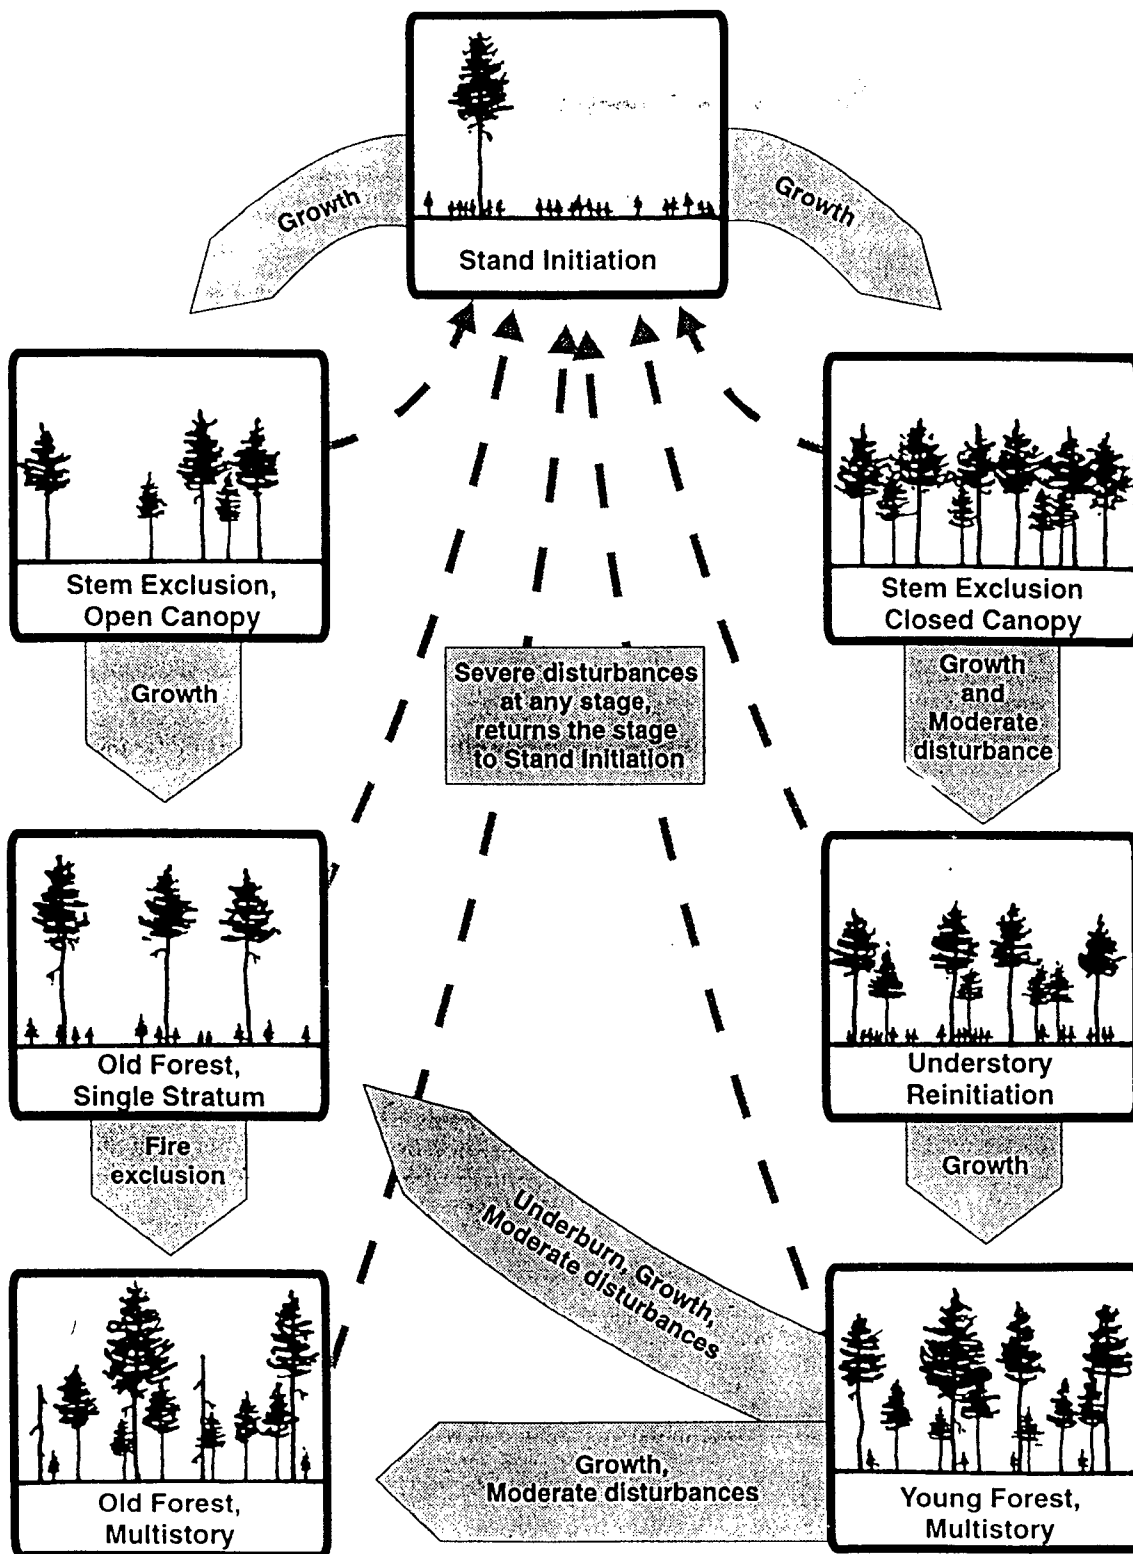 Growth
Growth
Stand Initiation
Stem Exclusion,
Open Canopy
Stem Exclusion
Closed Canopy
Growth
Severe disturbances
at any stage,
returns the stage
to Stand Initiation
Growth
and
Moderate
disturbance
Old Forest,
Single Stratum
Understory
Reinitiation
Fire
exclusion
Growth
Underburn, Growth,
Moderate disturbances
Growth,
Moderate disturbances
Old Forest,
Multistory
Young Forest,
Multistory